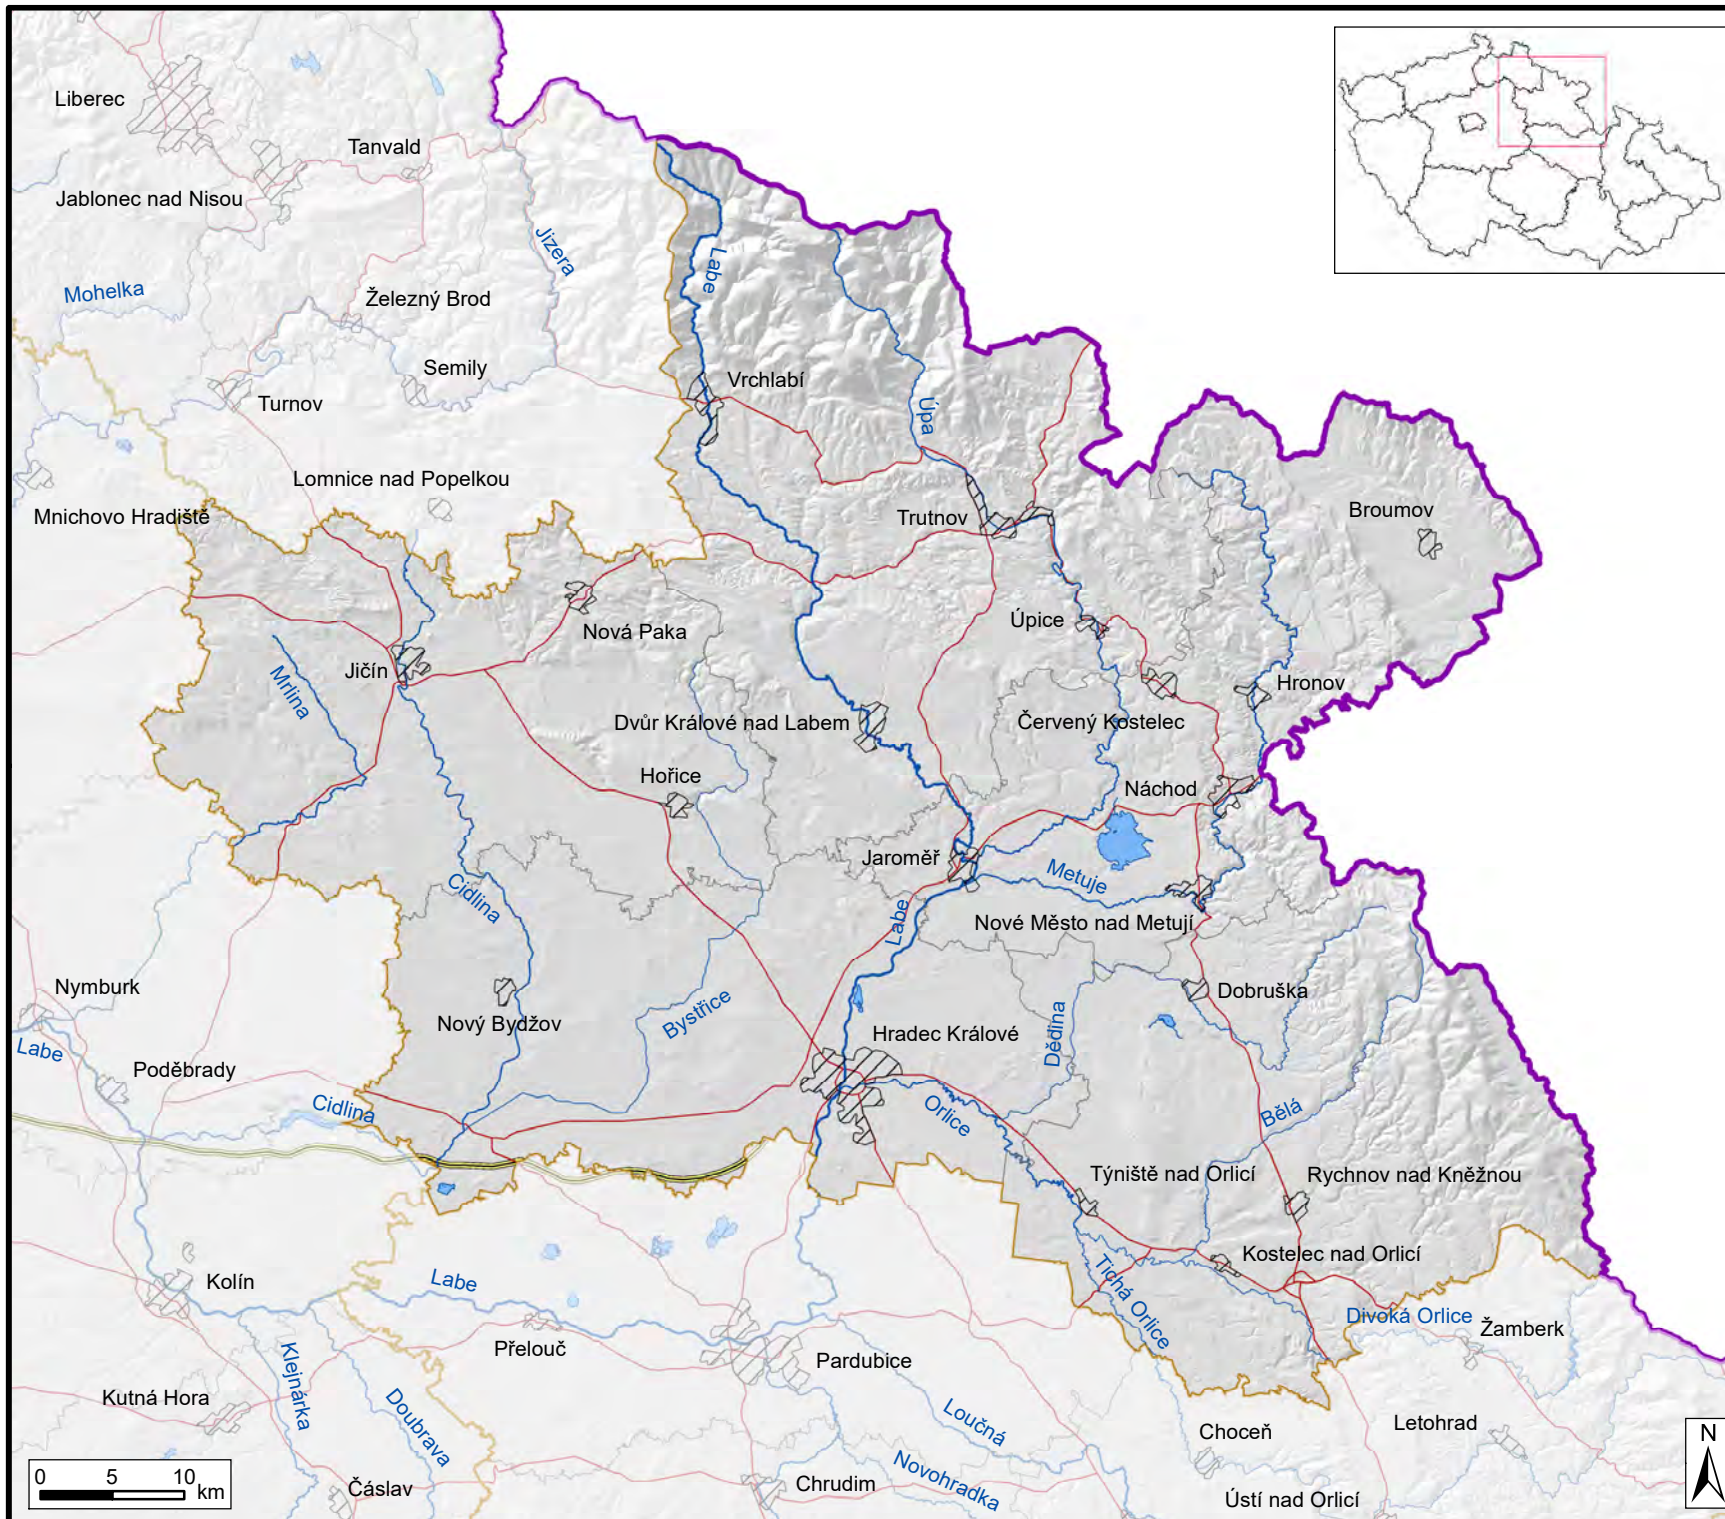 Liberec
Tanvald
Jablonec nad Nisou
Jizera
Labe
Mohelka
Železný Brod
Semily
Vrchlabí
Turnov
Úpa
Lomnice nad Popelkou
Mnichovo Hradiště
Trutnov
Broumov
Úpice
Nová Paka
Jičín
Mrlina
Hronov
Dvůr Králové nad Labem
Červený Kostelec
Hořice
Náchod
Jaroměř
Metuje
Cidlina
Labe
Nové Město nad Metují
Nymburk
Dobruška
Nový Bydžov
Bystřice
Hradec Králové
Dědina
Labe
Poděbrady
Cidlina
Orlice
Bělá
Týniště nad Orlicí
Rychnov nad Kněžnou
Kostelec nad Orlicí
Kolín
Labe
Tichá Orlice
Divoká Orlice
Žamberk
Přelouč
Pardubice
Klejnárka
Kutná Hora
Doubrava
Loučná
Choceň
Letohrad
N
Novohradka
Čáslav
Chrudim
Ústí nad Orlicí
0 5 10
km